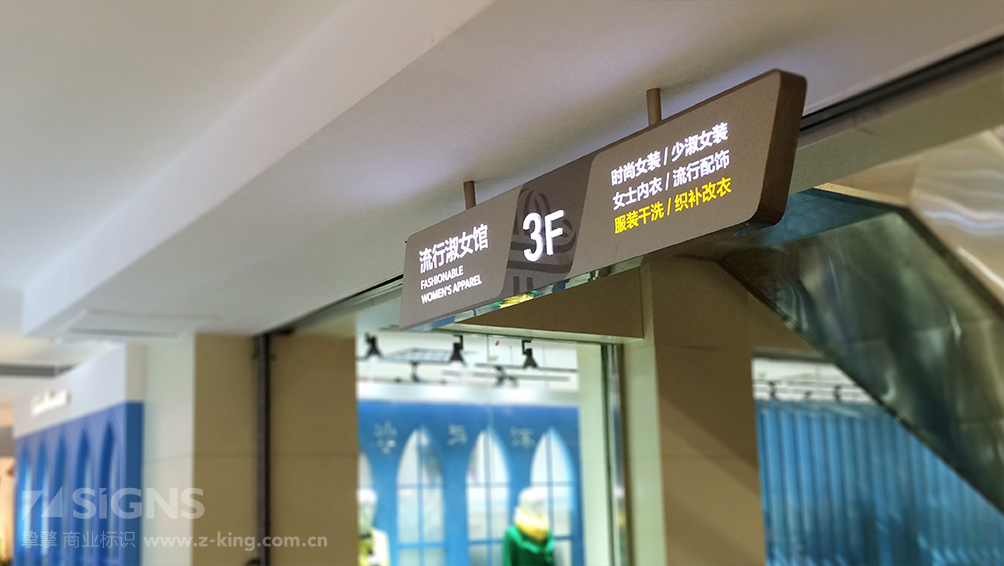 流行淑女馆
FASHIONABLE
WOMEN'S APPAREL
3F
时尚女装 / 少淑女装
女士内衣 / 流行配饰
服装干洗 / 织补改衣
SIGNS
挚擎 商业标识 www.z-king.com.cn